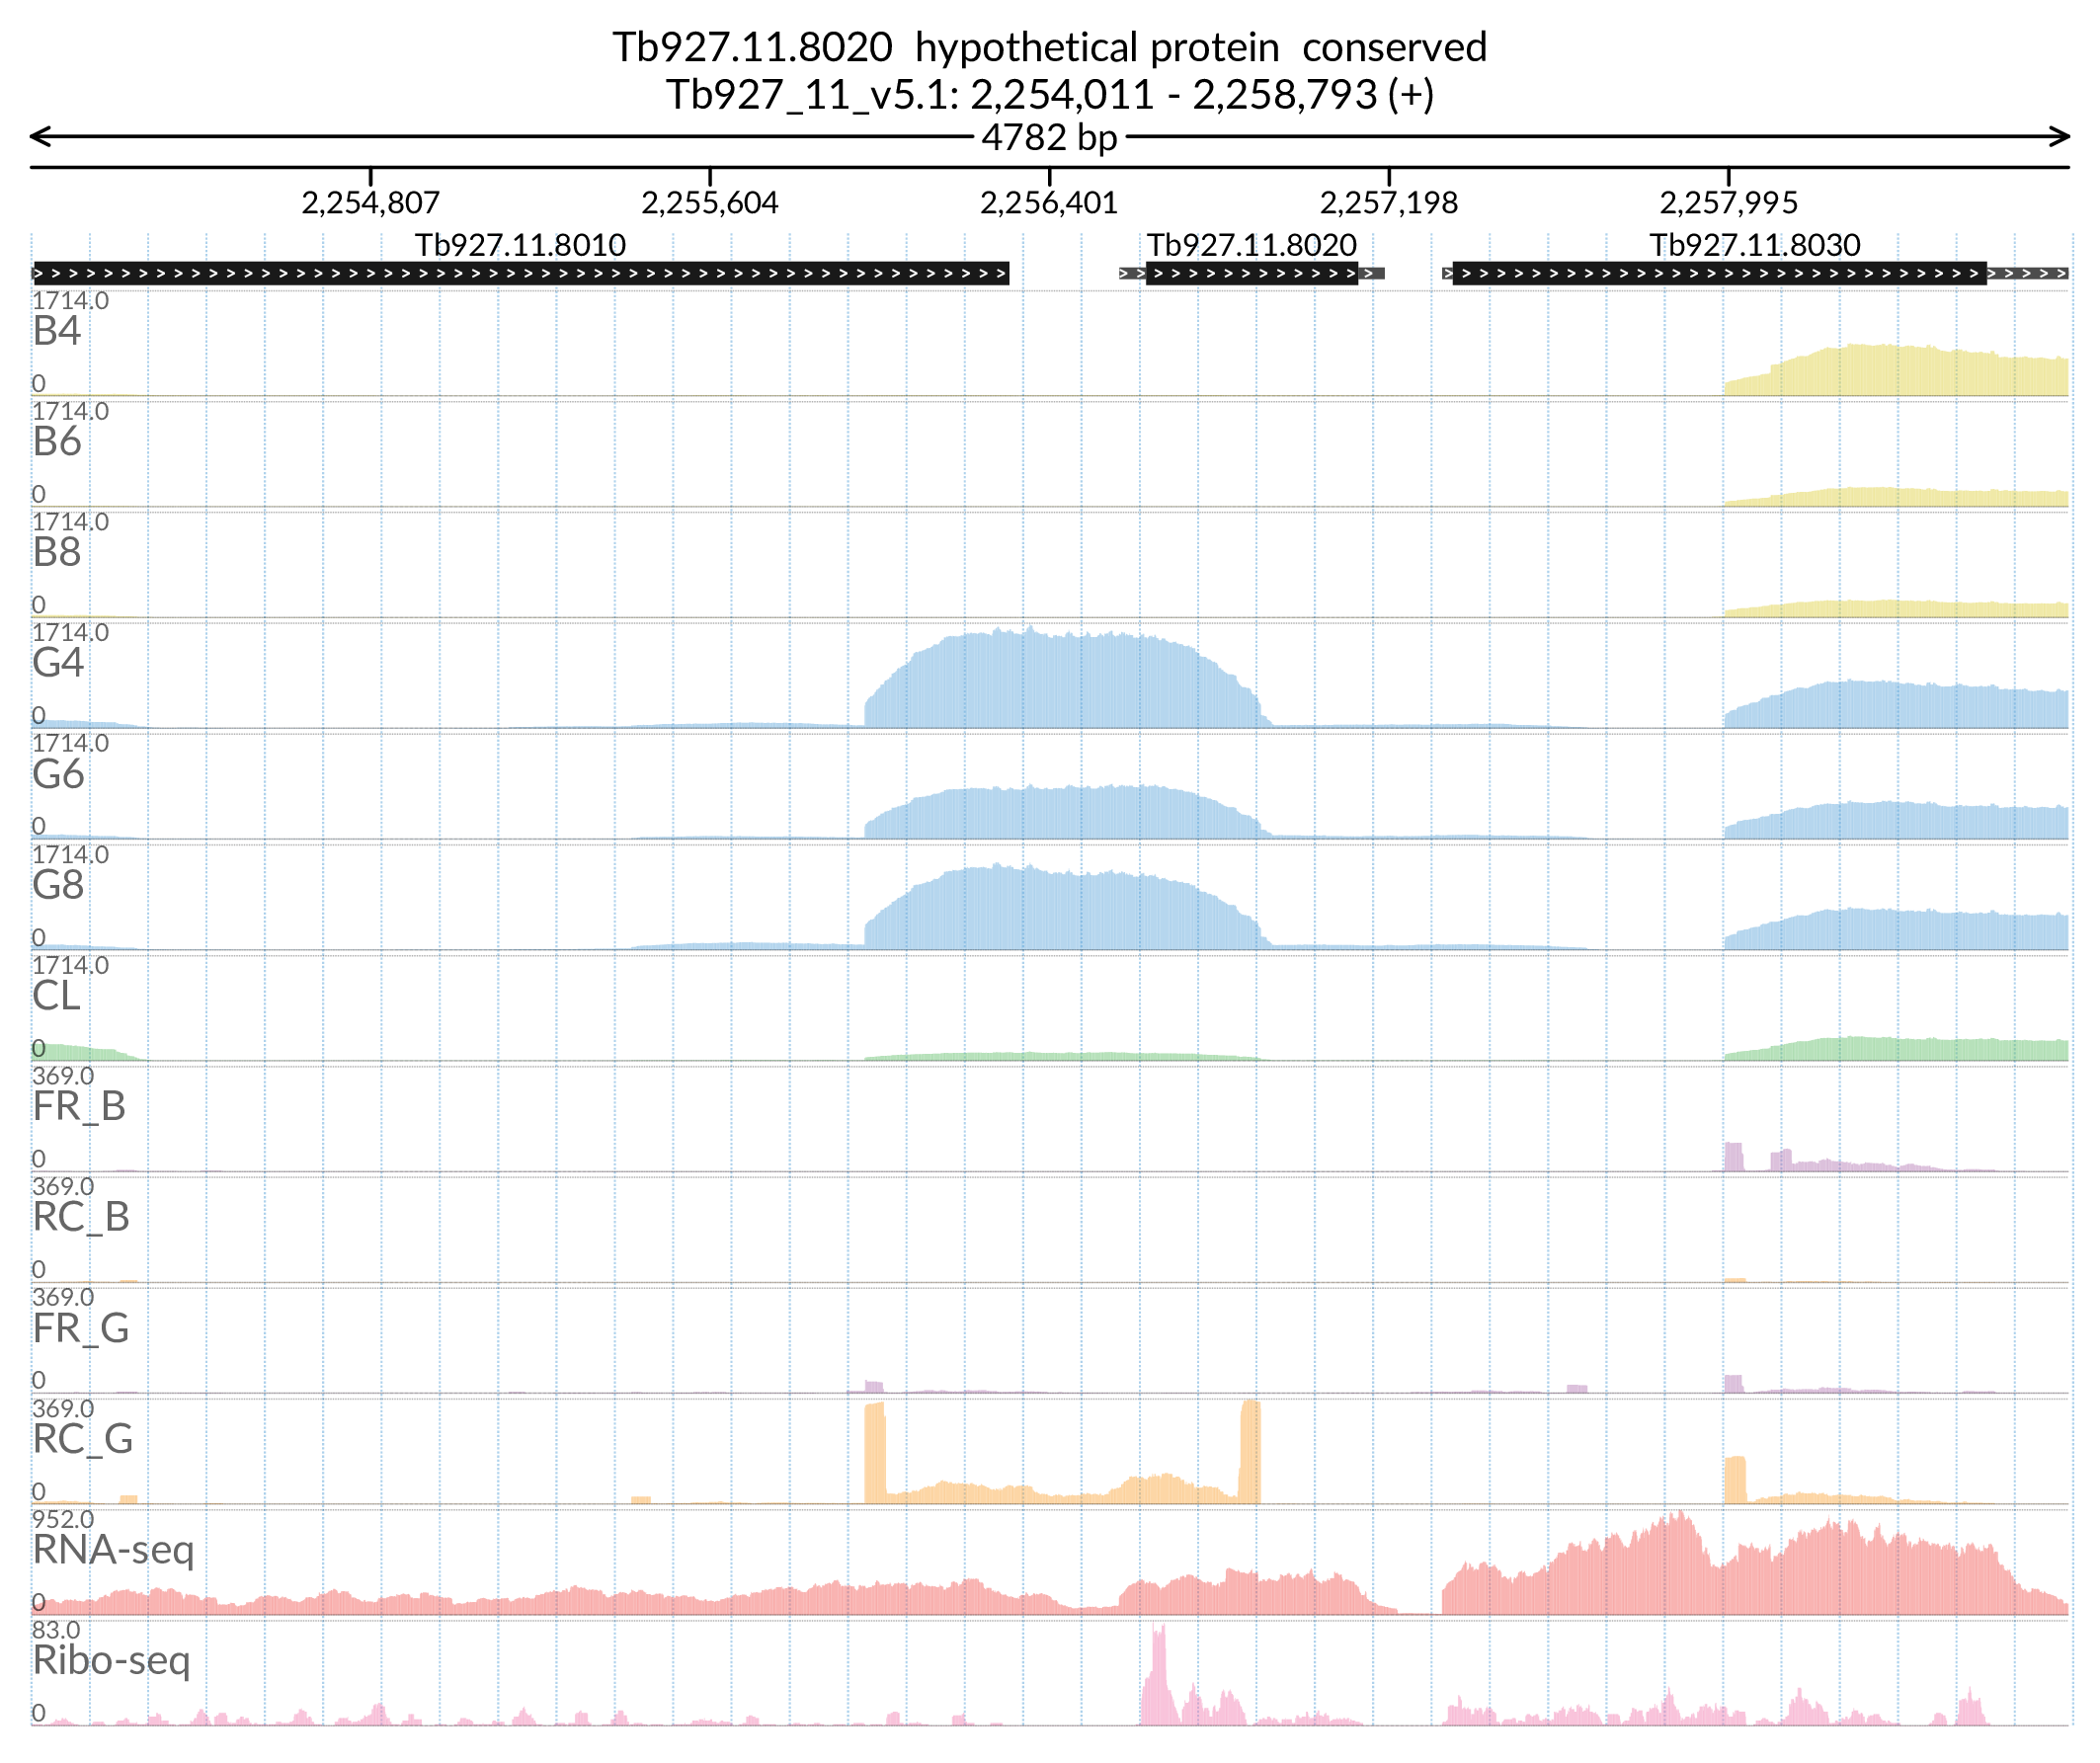 Tb927.11.8020  hypothetical protein  conserved
Tb927_11_v5.1: 2,254,011 - 2,258,793 (+)
4782 bp
2,254,807 2,255,604 2,256,401 2,257,198 2,257,995
Tb927.11.8010 Tb927.11.8020 Tb927.11.8030
1714.0
B4
0
1714.0
B6
0
1714.0
B8
0
1714.0
G4
0
1714.0
G6
0
1714.0
G8
0
1714.0
CL
0
369.0
FR_B
0
369.0
RC_B
0
369.0
FR_G
0
369.0
RC_G
0
952.0
RNA-seq
0
83.0
Ribo-seq
0